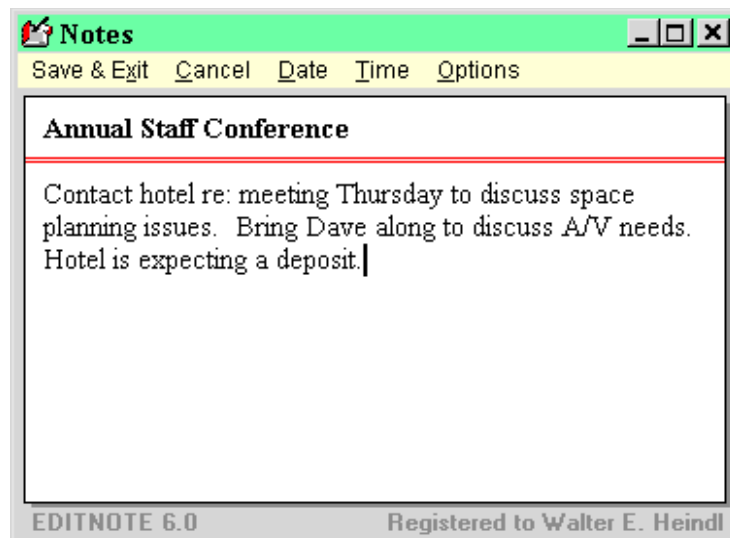 Notes
Save & Exit Cancel Date Time Options
Annual Staff Conference
Contact hotel re: meeting Thursday to discuss space
planning issues.  Bring Dave along to discuss A/V needs.
Hotel is expecting a deposit.
EDITNOTE 6.0 Registered to Walter E. Heindl